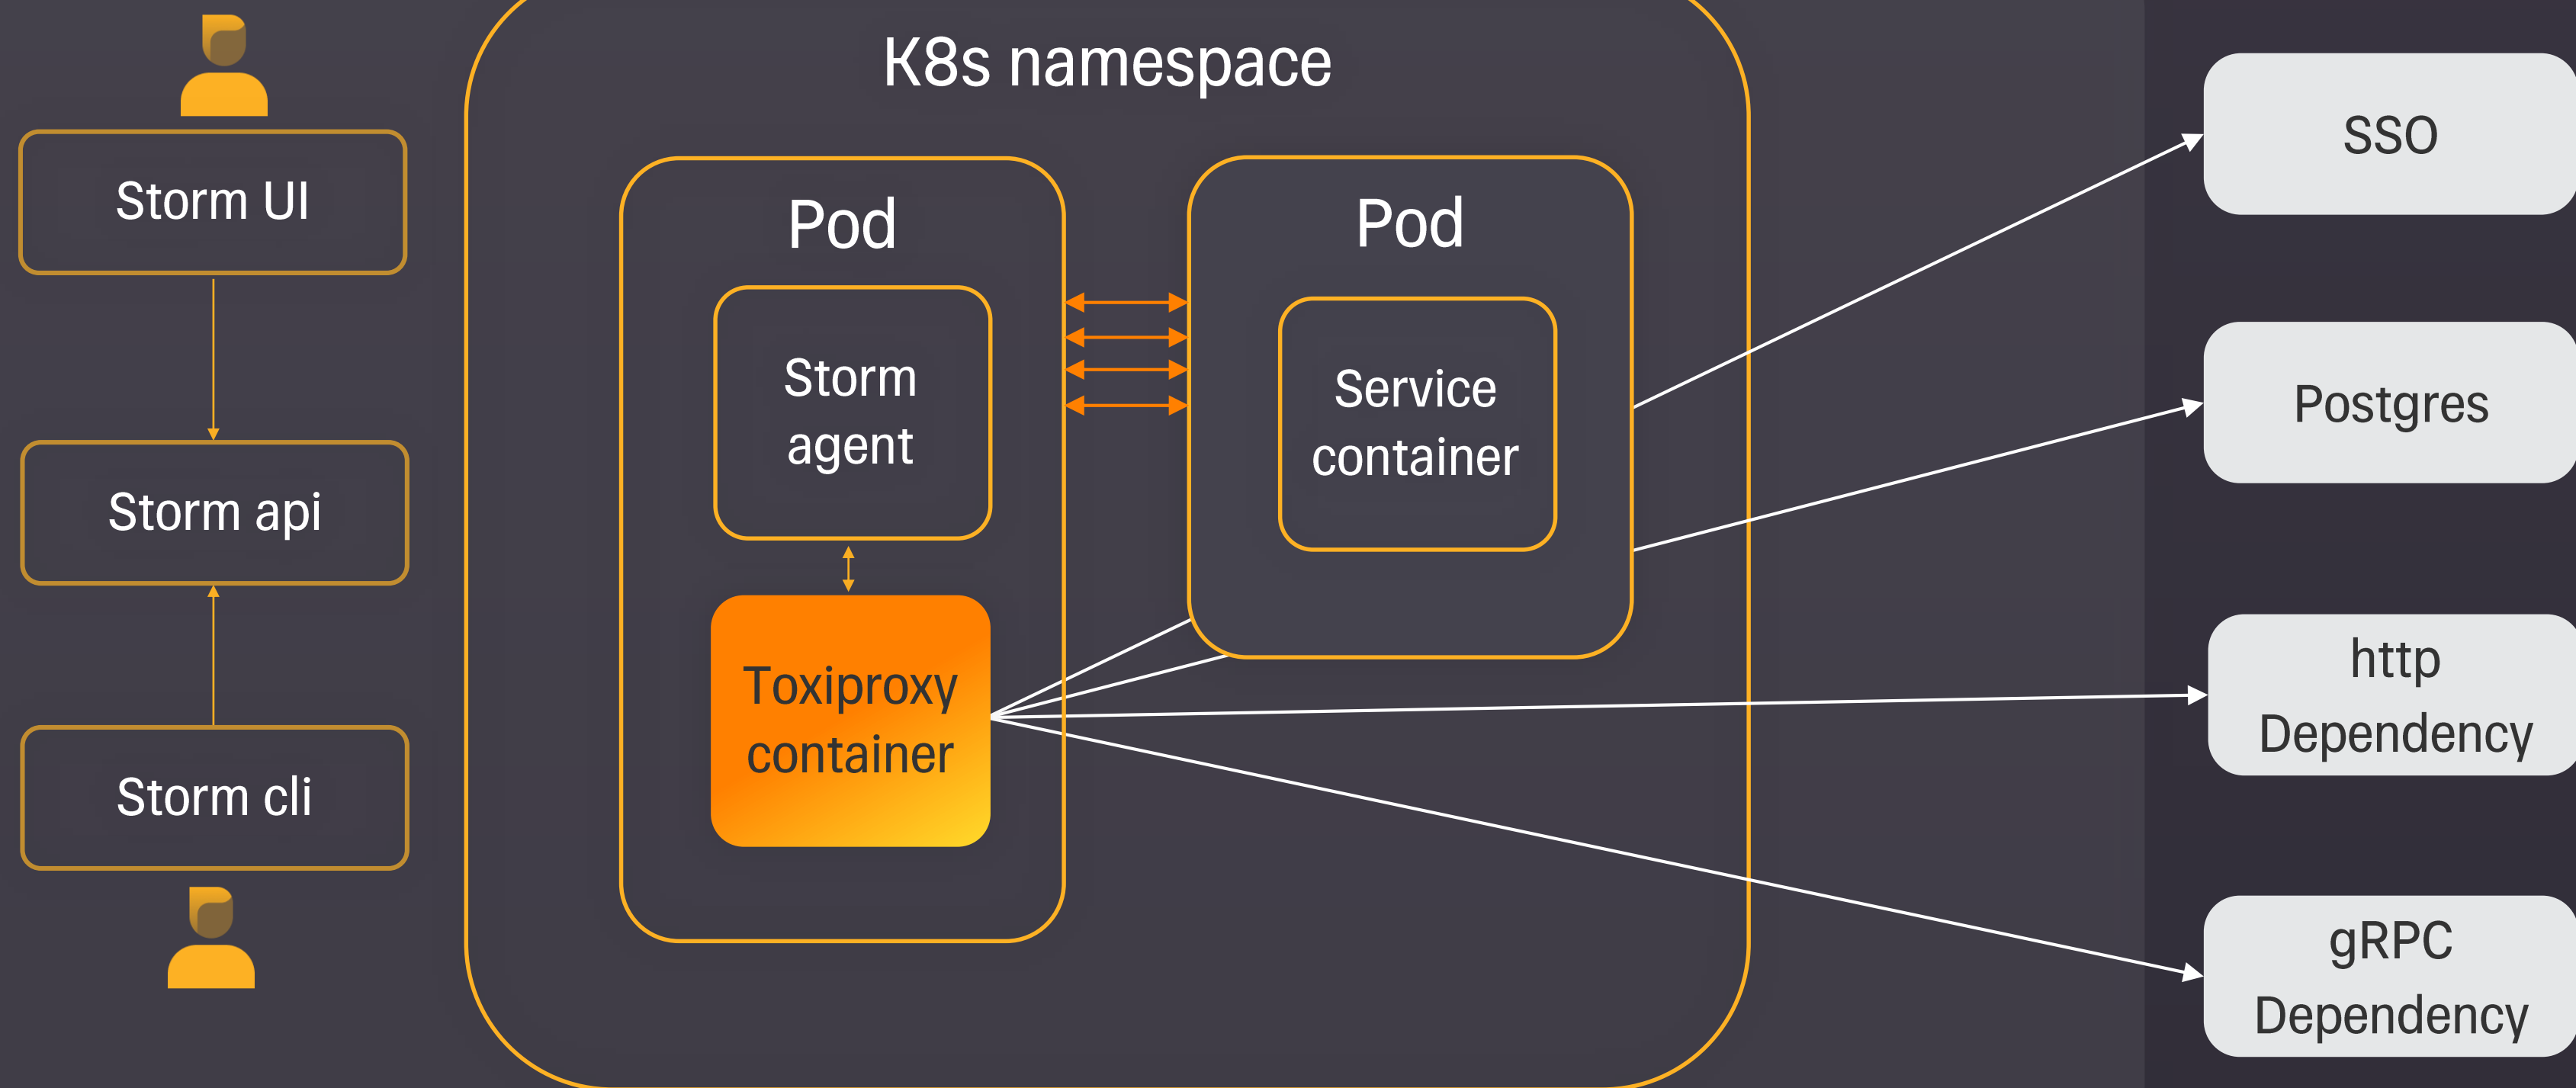 K8s namespace
Storm UI
Storm api
Storm cli
Pod
Storm
agent
Toxiproxy
container
Pod
Service
container
SSO
Postgres
http
Dependency
gRPC
Dependency